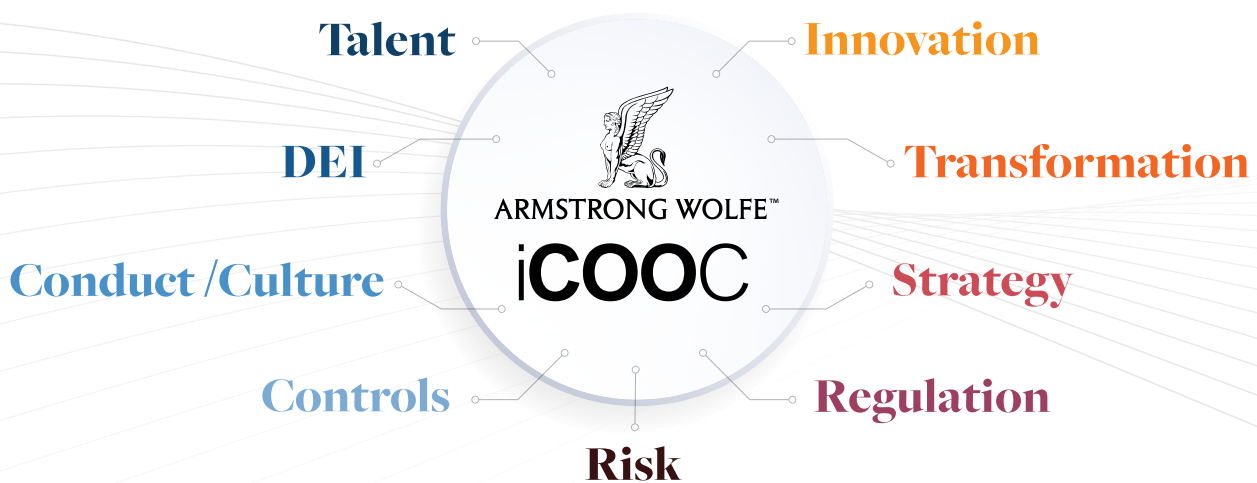 Talent
Innovation
DEI
Transformation
ARMSTRONG WOLFE™
iCOOC
Conduct /Culture
Strategy
Controls
Regulation
Risk